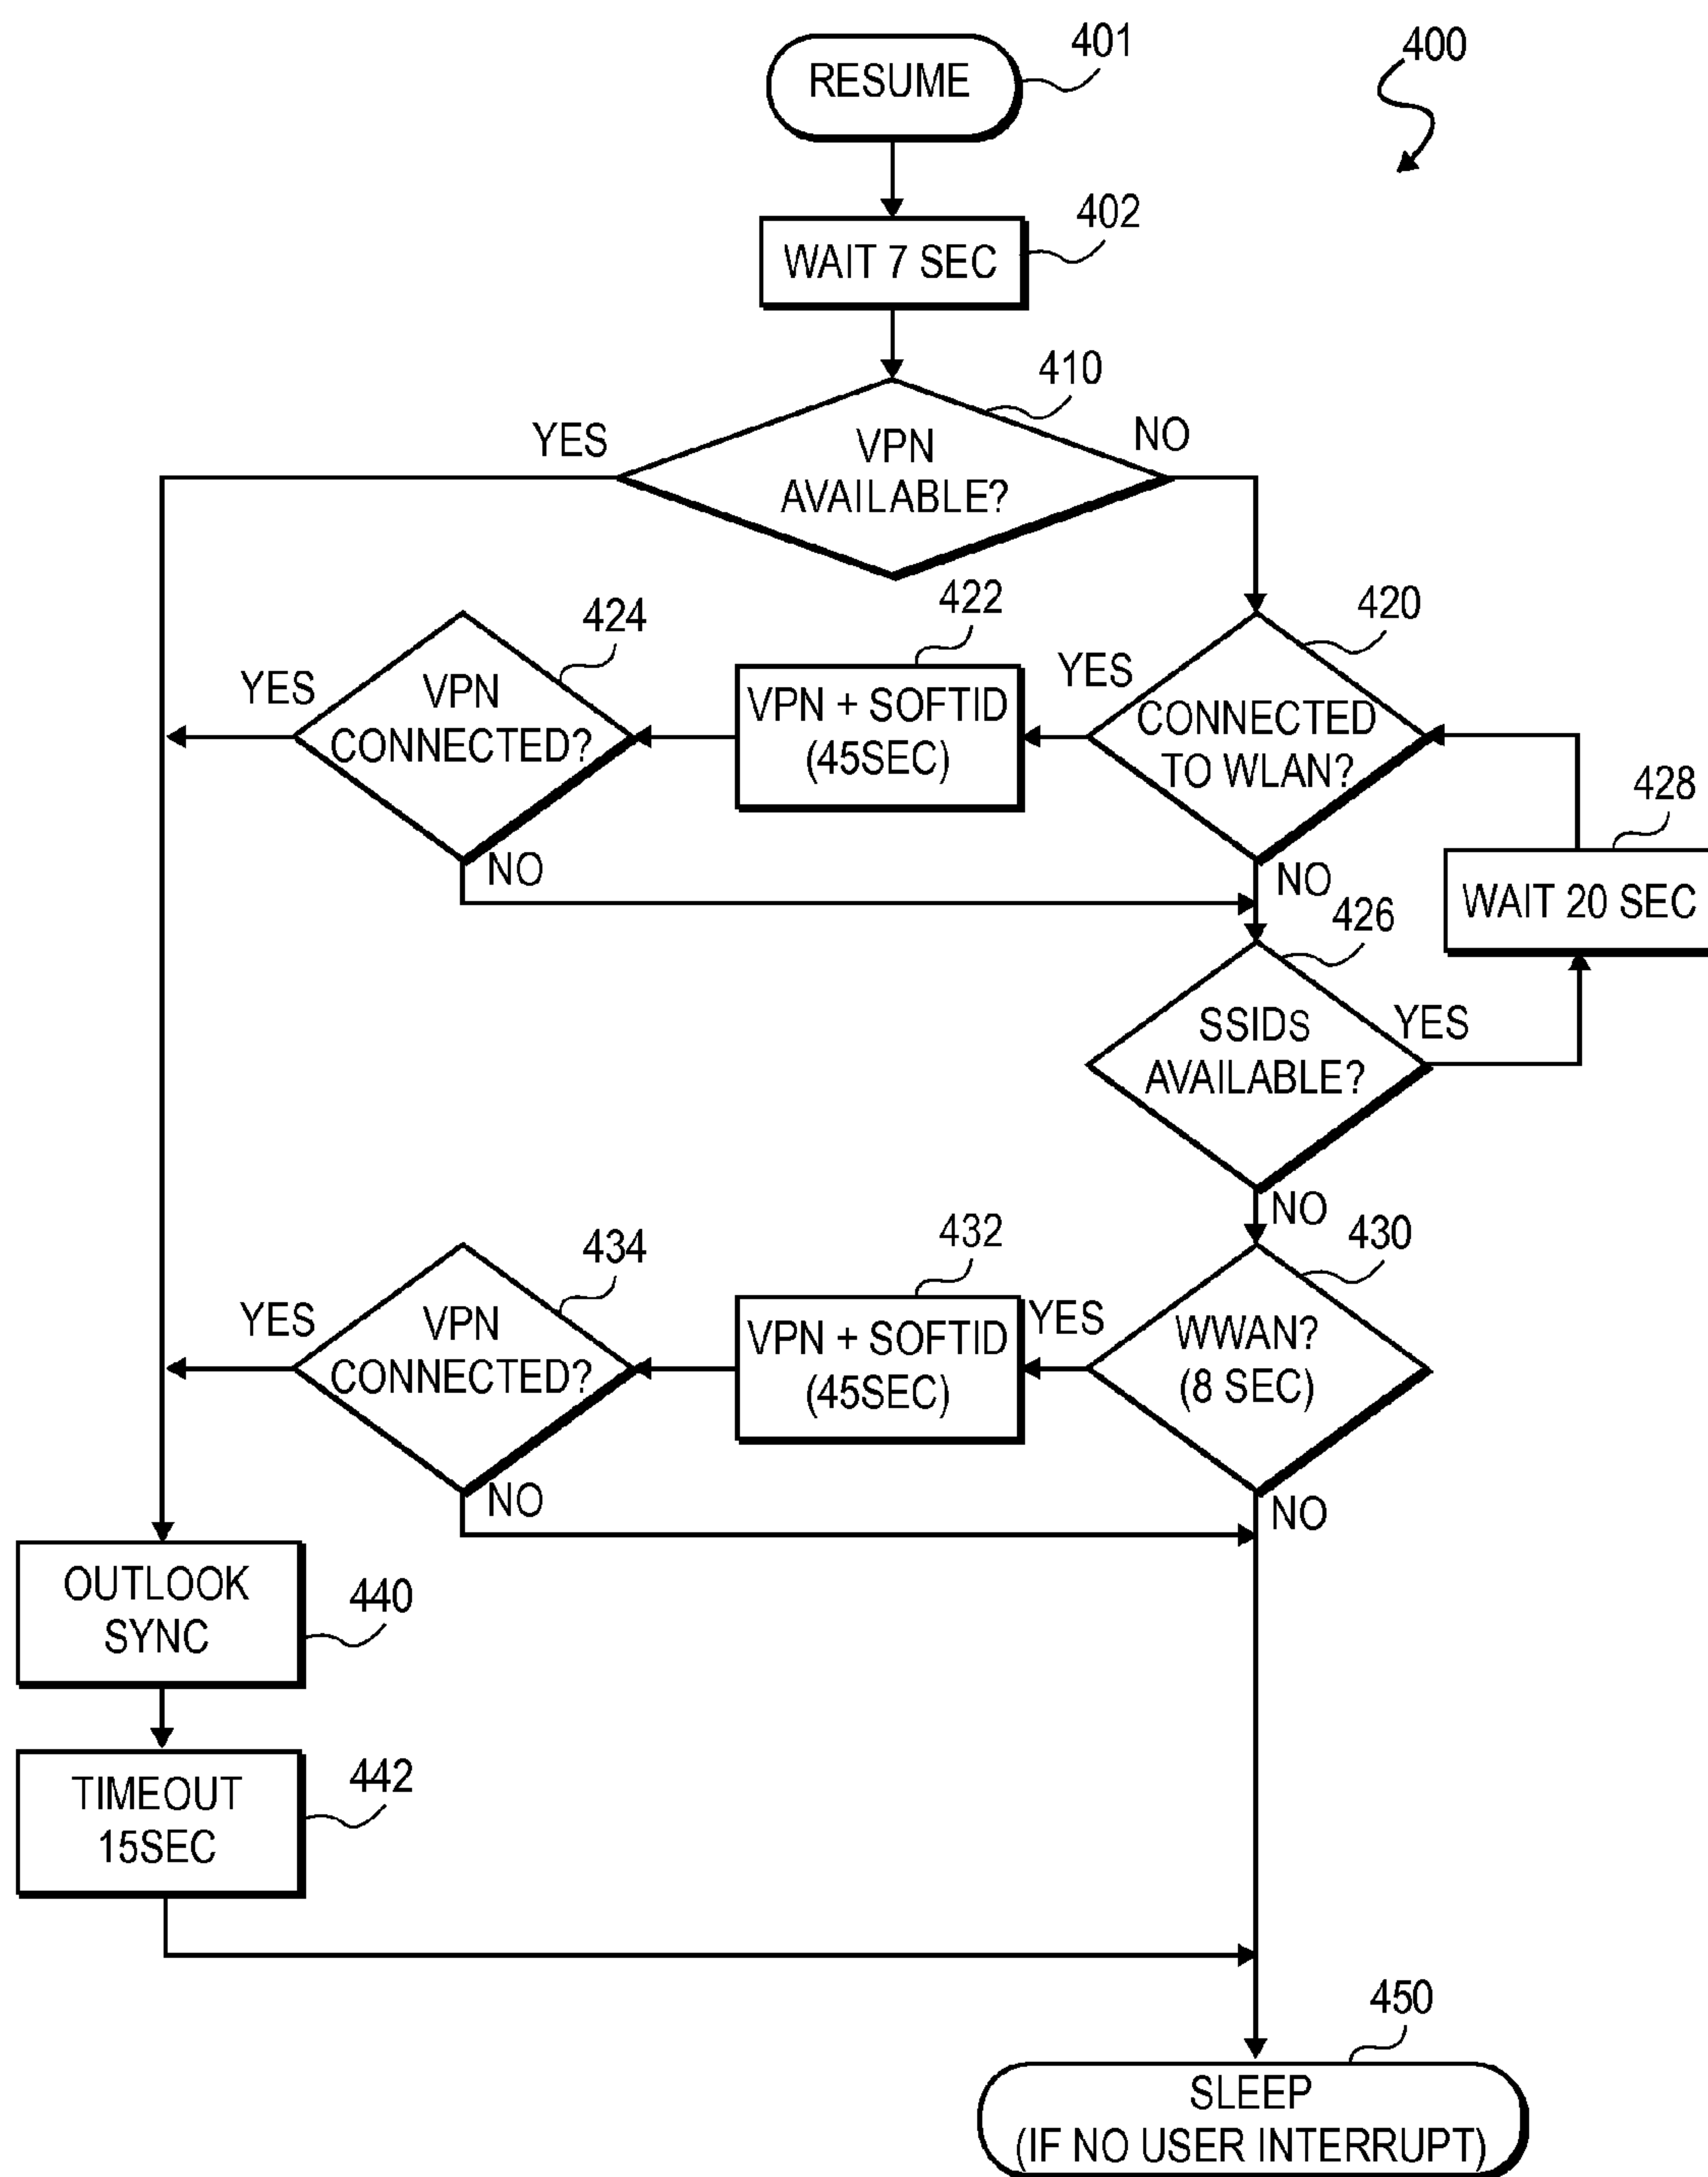 RESUME
401
400
WAIT 7 SEC
402
410
YES
VPN
AVAILABLE?
NO
424
422
420
YES
VPN
CONNECTED?
NO
VPN + SOFTID
(45SEC)
YES
CONNECTED
TO WLAN?
NO
428
WAIT 20 SEC
426
SSIDS
AVAILABLE?
YES
NO
434
432
430
YES
VPN
CONNECTED?
NO
VPN + SOFTID
(45SEC)
YES
WWAN?
(8 SEC)
NO
OUTLOOK
SYNC
440
TIMEOUT
15SEC
442
450
SLEEP
(IF NO USER INTERRUPT)